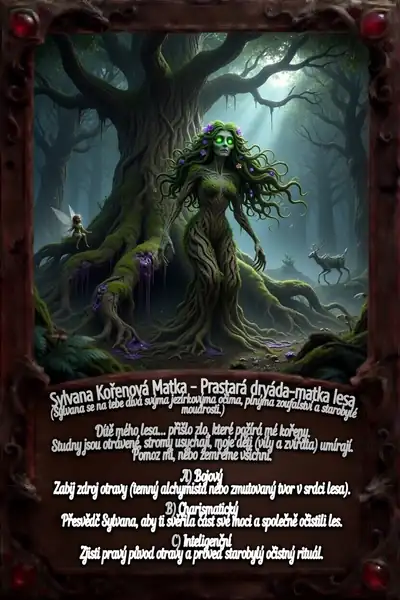 Sylvana Kořenová Matka – Prastará dryáda-matka lesa
(Sylvana se na tebe dívá svýma jezírkovýma očima, plnýma zoufalství a starobylé
moudrosti.)
Dítě mého lesa... přišlo zlo, které požírá mé kořeny.
Studny jsou otrávené, stromy usychají, moje děti (víly a zvířata) umírají.
Pomoz mi, nebo zemřeme všichni.
A) Bojový
Zabij zdroj otravy (temný alchymista nebo zmutovaný tvor v srdci lesa).
B) Charismatický
Přesvědč Sylvana, aby ti svěřila část své moci a společně očistili les.
C) Inteligenční
Zjisti pravý původ otravy a proveď starobylý očistný rituál.